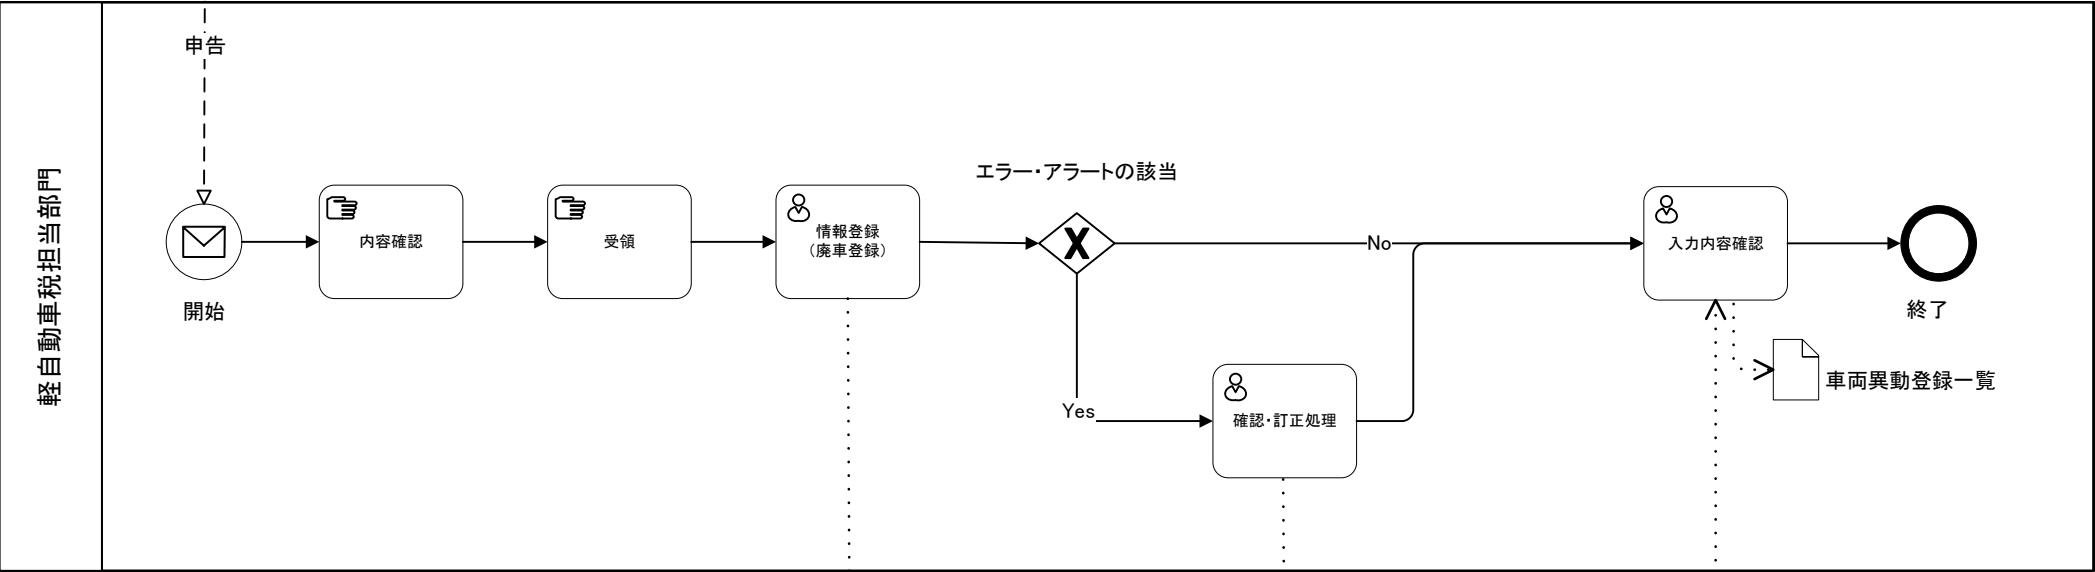 軽自動車税担当部門
申告
開始
内容確認
受領
情報登録
（廃車登録）
エラー・アラートの該当
No
Yes
確認・訂正処理
入力内容確認
終了
車両異動登録一覧